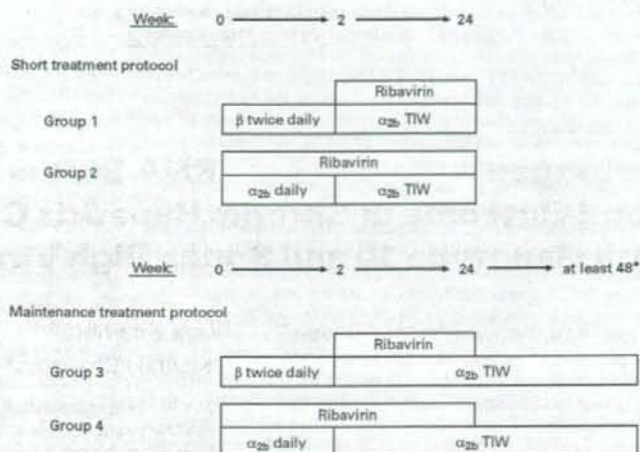 Week: 0 2 24
Short treatment protocol
Ribavirin
Group 1 β twice daily α2b TIW
Ribavirin
Group 2 α2b daily α2b TIW
Week: 0 2 24 at least 48*
Maintenance treatment protocol
Ribavirin
Group 3 β twice daily α2b TIW
Ribavirin
Group 4 α2b daily α2b TIW